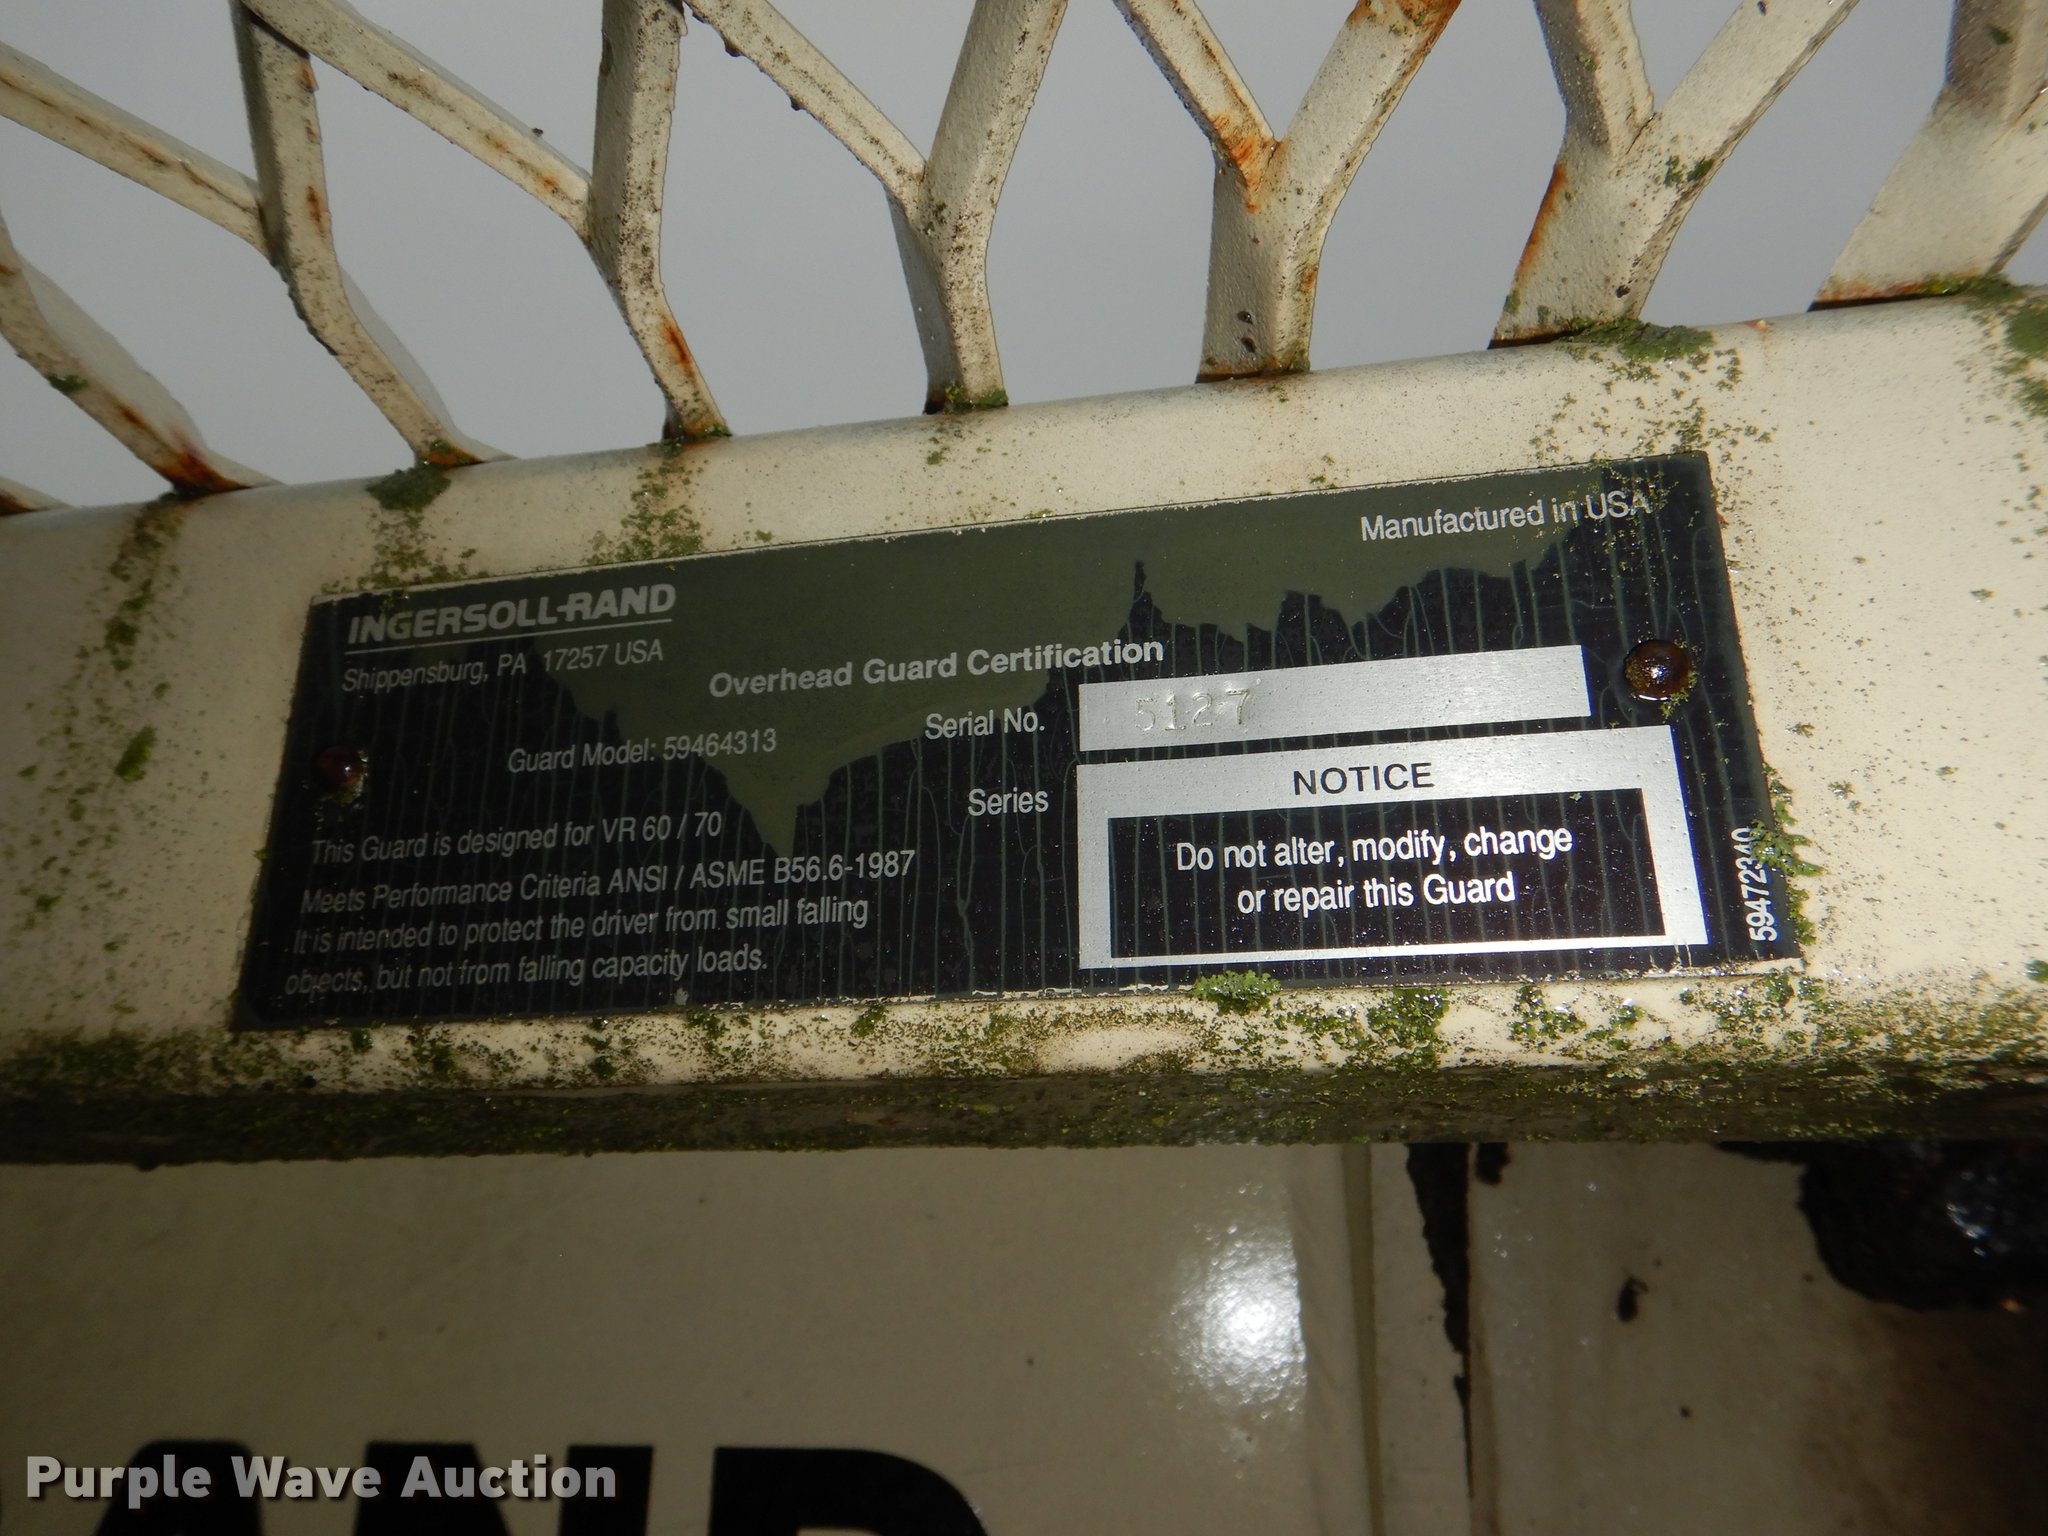 INGERSOLL-RAND
Shippensburg, PA 17257 USA
Manufactured in USA
Overhead Guard Certification
Guard Model: 59464313
Serial No. 5127
Series
This Guard is designed for VR 60 / 70
Meets Performance Criteria ANSI / ASME B56.6-1987
It is intended to protect the driver from small falling
objects, but not from falling capacity loads.
NOTICE
Do not alter, modify, change
or repair this Guard
59472340
Purple Wave Auction